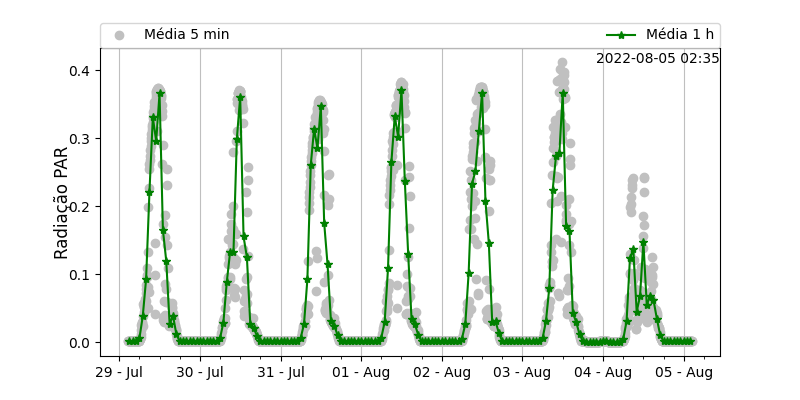 Média 5 min
Média 1 h
2022-08-05 02:35
Radiação PAR
0.4
0.3
0.2
0.1
0.0
29 - Jul
30 - Jul
31 - Jul
01 - Aug
02 - Aug
03 - Aug
04 - Aug
05 - Aug